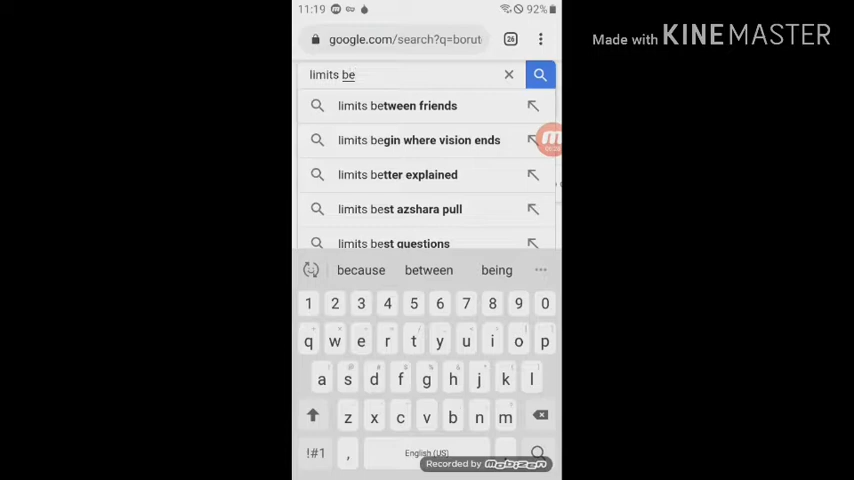 11:19 92%
Made with KINEMASTER
google.com/search?q=borut 26
limits be
limits between friends
limits begin where vision ends
limits better explained
limits best azshara pull
limits best questions
because between being
1 2 3 4 5 6 7 8 9 0
q w e r t y u i o p
a s d f g h j k l
z x c v b n m
!#1 , English (US)
Recorded by mobizen